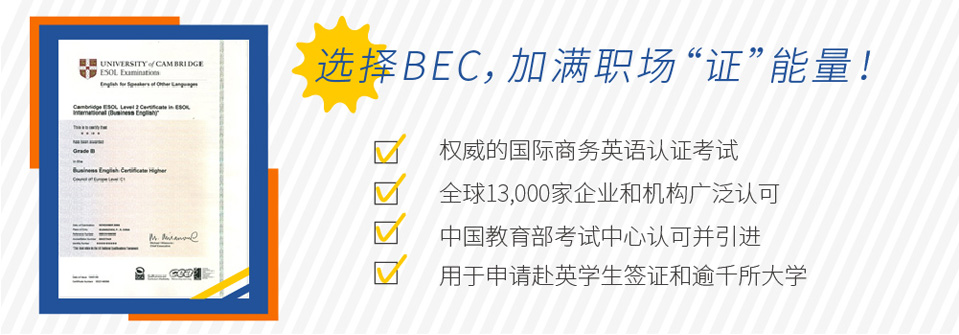 UNIVERSITY of CAMBRIDGE
ESOL Examinations
English for Speakers of Other Languages
Cambridge ESOL Level 2 Certificate in ESOL
International (Business English)*
This is to certify that
* * * *
has been awarded
Grade B
in the
Business English Certificate Higher
Council of Europe Level C1
选择BEC，加满职场“证”能量！
权威的国际商务英语认证考试
全球13,000家企业和机构广泛认可
中国教育部考试中心认可并引进
用于申请赴英学生签证和逾千所大学